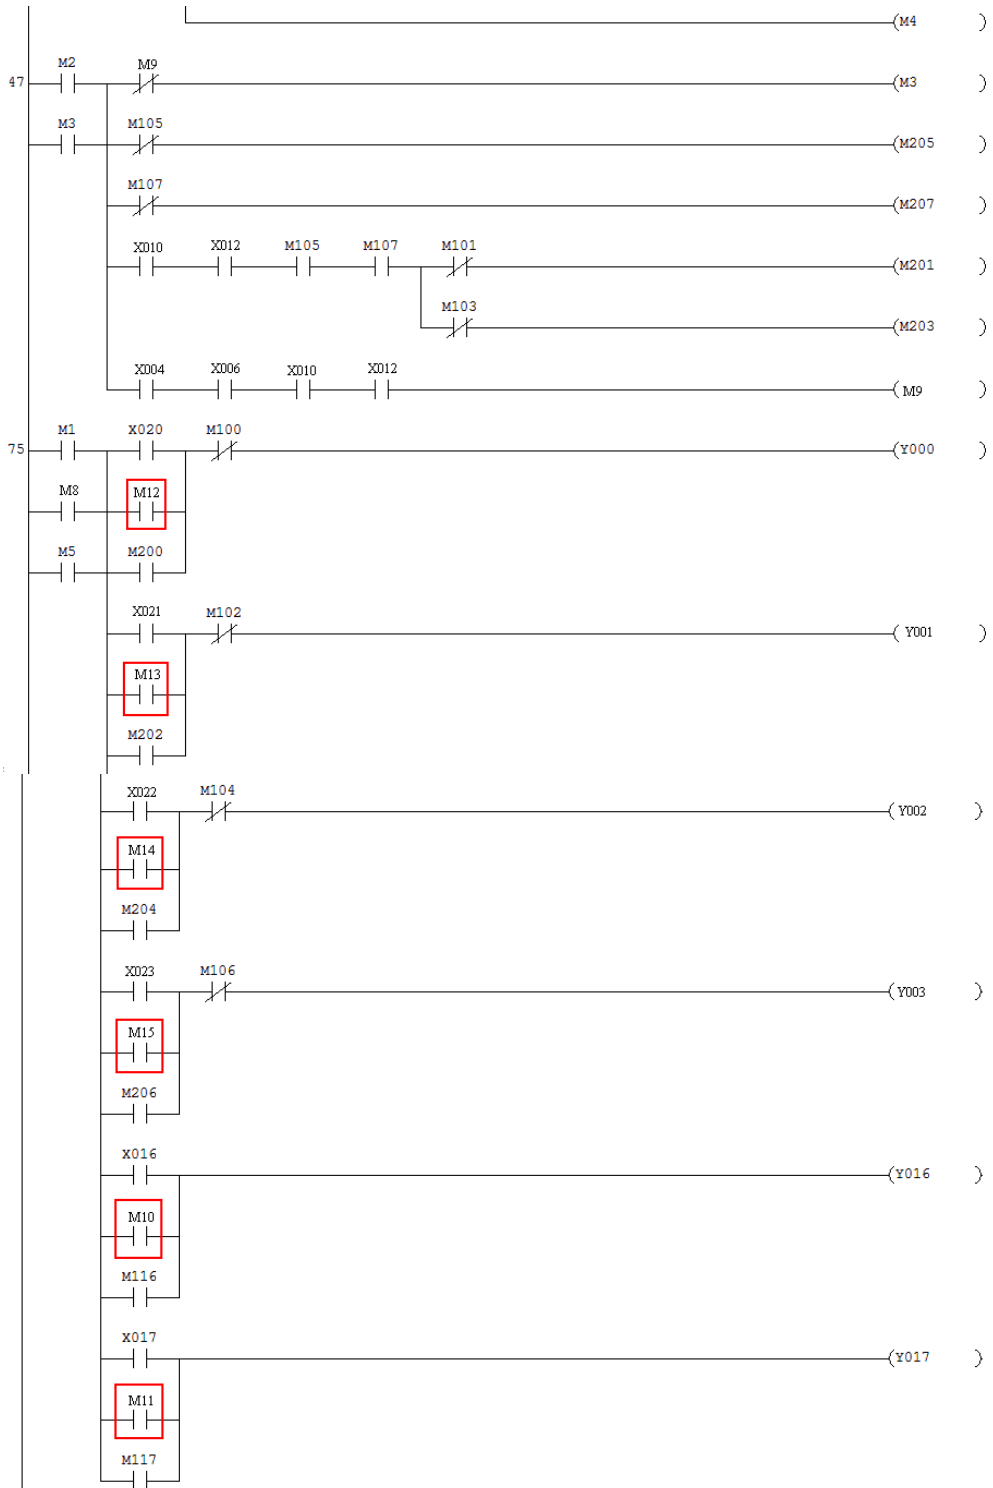 (M4 )
M2 M9
47 (M3 )
M3 M105
(M205 )
M107
(M207 )
X010 X012 M105 M107 M101
(M201 )
M103
(M203 )
X004 X006 X010 X012
( M9 )
M1 X020 M100
75 (Y000 )
M8 M12
M5 M200
X021 M102
( Y001 )
M13
M202
X022 M104
( Y002 )
M14
M204
X023 M106
( Y003 )
M15
M206
X016
(Y016 )
M10
M116
X017
(Y017 )
M11
M117